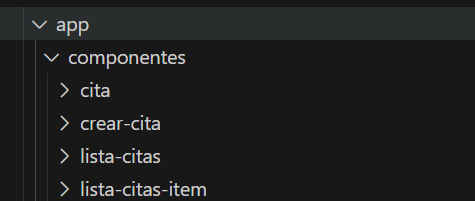 app
componentes
cita
crear-cita
lista-citas
lista-citas-item